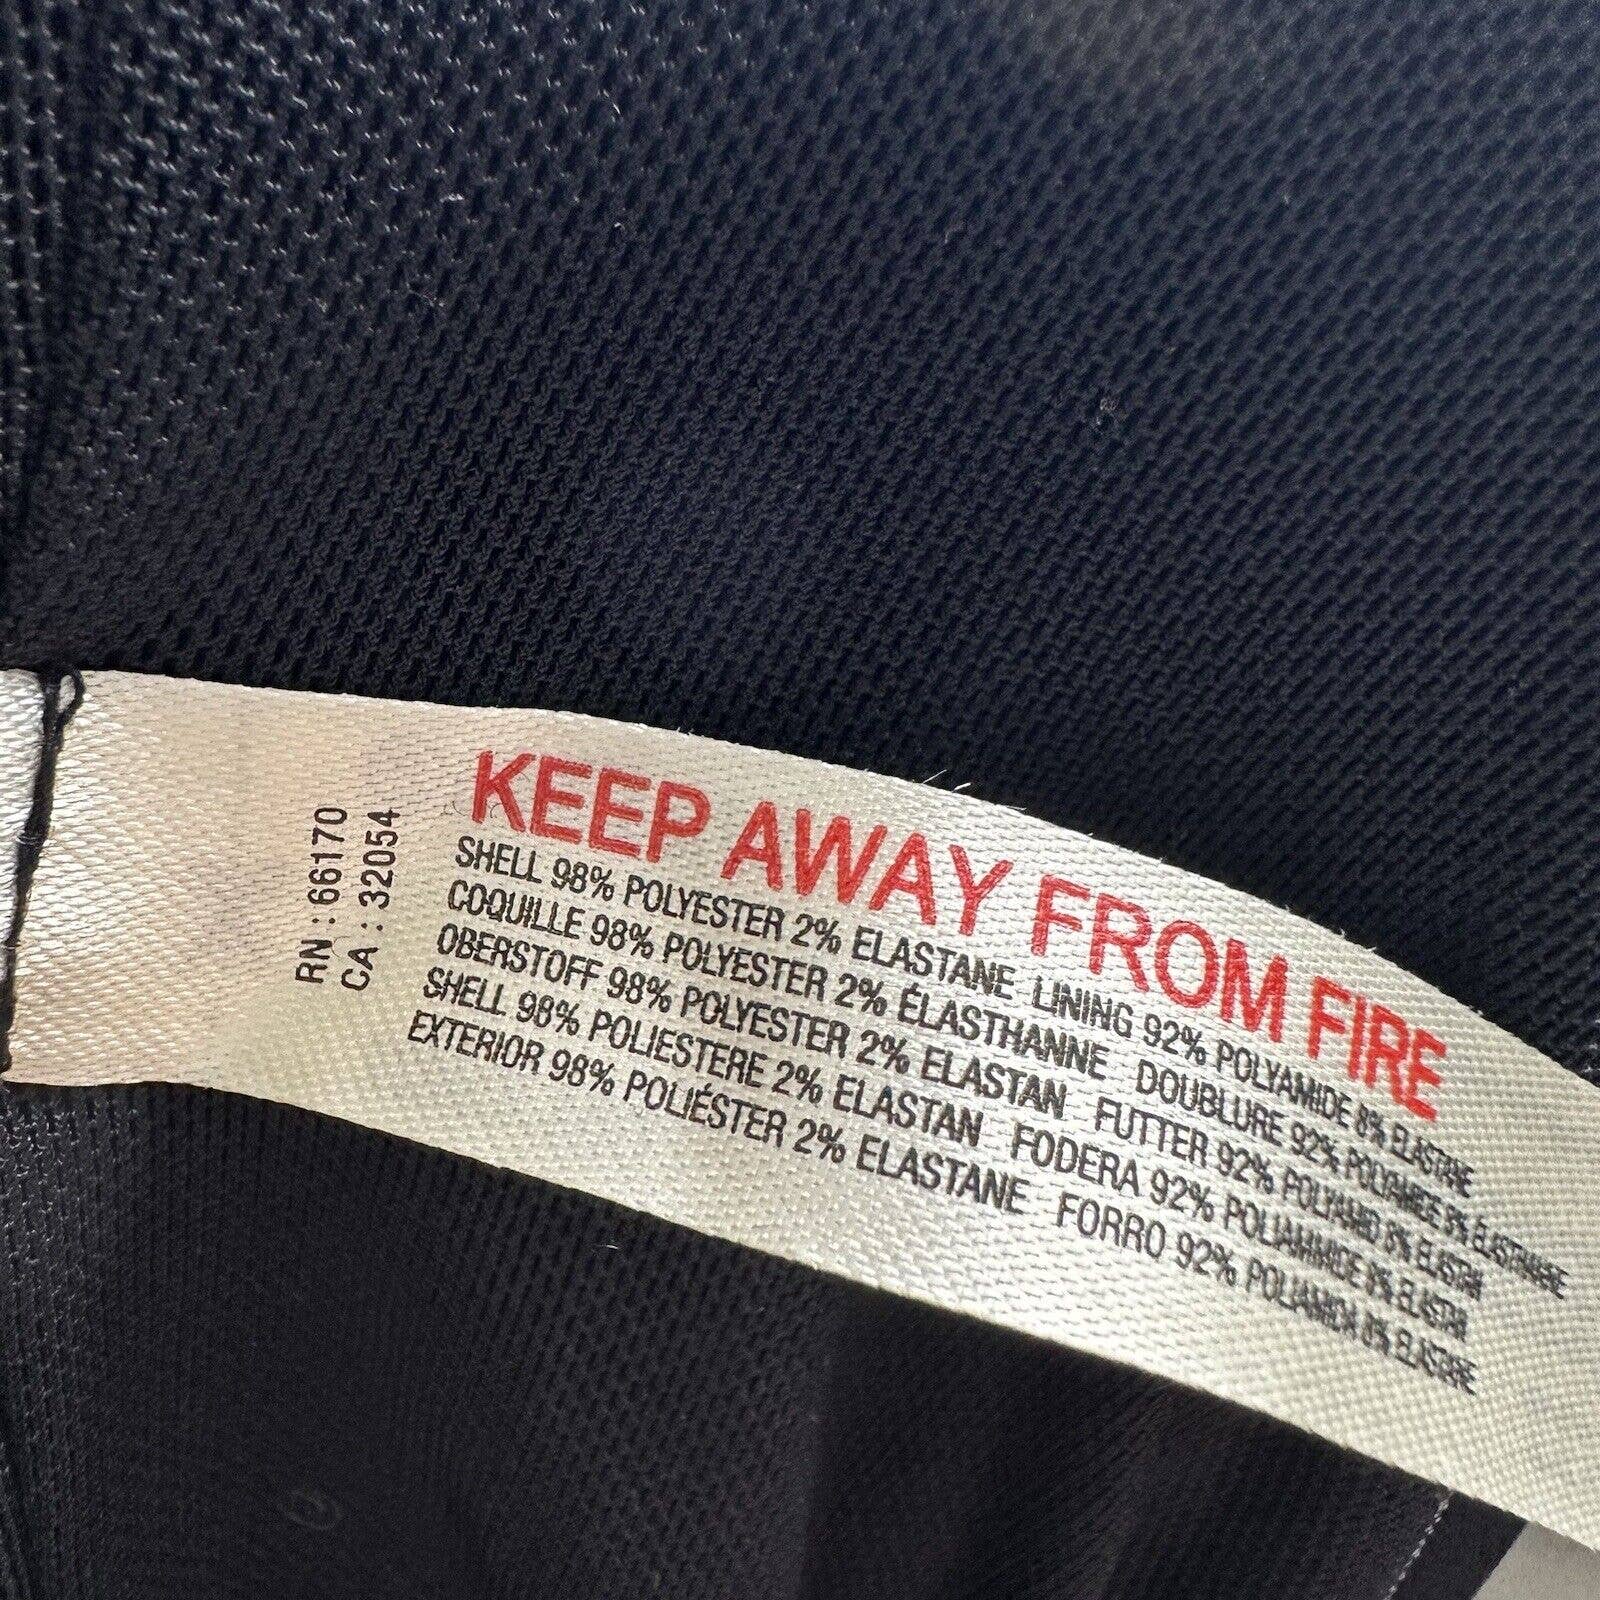 RN : 66170
CA : 32054
KEEP AWAY FROM FIRE
SHELL 98% POLYESTER 2% ELASTANE LINING 92% POLYAMIDE 8% ELASTANE
COQUILLE 98% POLYESTER 2% ÉLASTHANNE DOUBLURE 92% POLYAMIDE 8% ÉLASTHANNE
OBERSTOFF 98% POLYESTER 2% ELASTAN FUTTER 92% POLYAMID 8% ELASTAN
SHELL 98% POLIESTERE 2% ELASTAN FODERA 92% POLIAMMIDE 8% ELASTAN
EXTERIOR 98% POLIÉSTER 2% ELASTANE FORRO 92% POLIAMIDA 8% ELASTANE